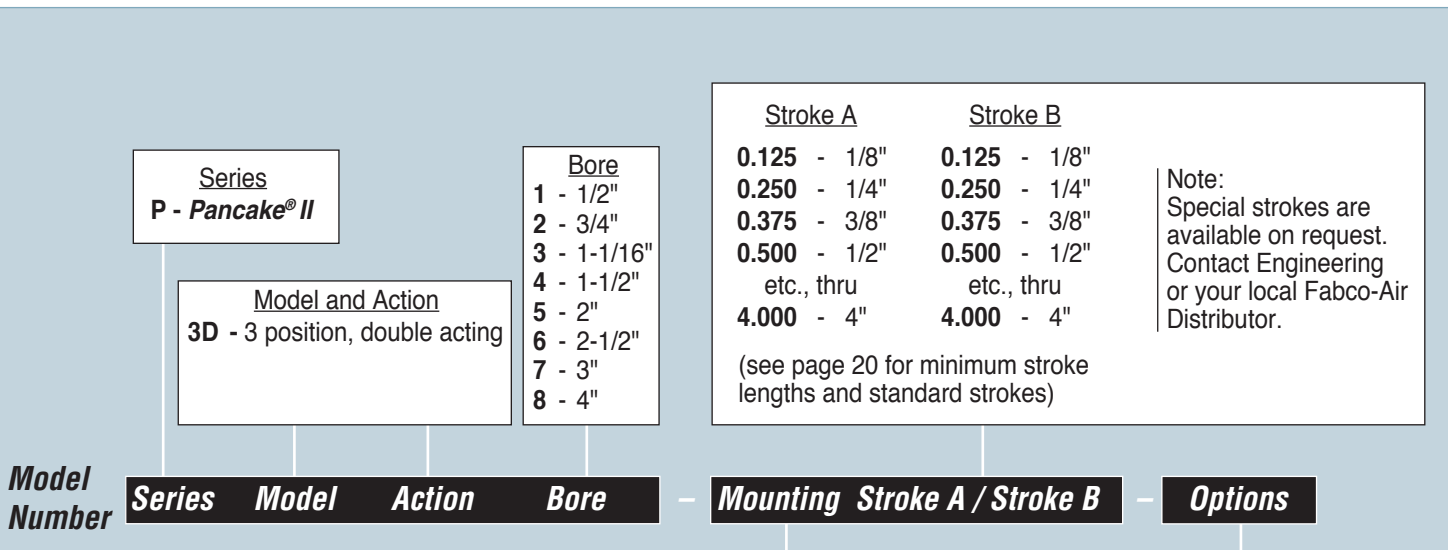 Series
P - Pancake® II
Model and Action
3D - 3 position, double acting
Bore
1 - 1/2"
2 - 3/4"
3 - 1-1/16"
4 - 1-1/2"
5 - 2"
6 - 2-1/2"
7 - 3"
8 - 4"
Stroke A Stroke B
0.125 - 1/8" 0.125 - 1/8"
0.250 - 1/4" 0.250 - 1/4"
0.375 - 3/8" 0.375 - 3/8"
0.500 - 1/2" 0.500 - 1/2"
etc., thru etc., thru
4.000 - 4" 4.000 - 4"
(see page 20 for minimum stroke
lengths and standard strokes)
Note:
Special strokes are
available on request.
Contact Engineering
or your local Fabco-Air
Distributor.
Model
Number
Series Model Action Bore – Mounting Stroke A / Stroke B – Options